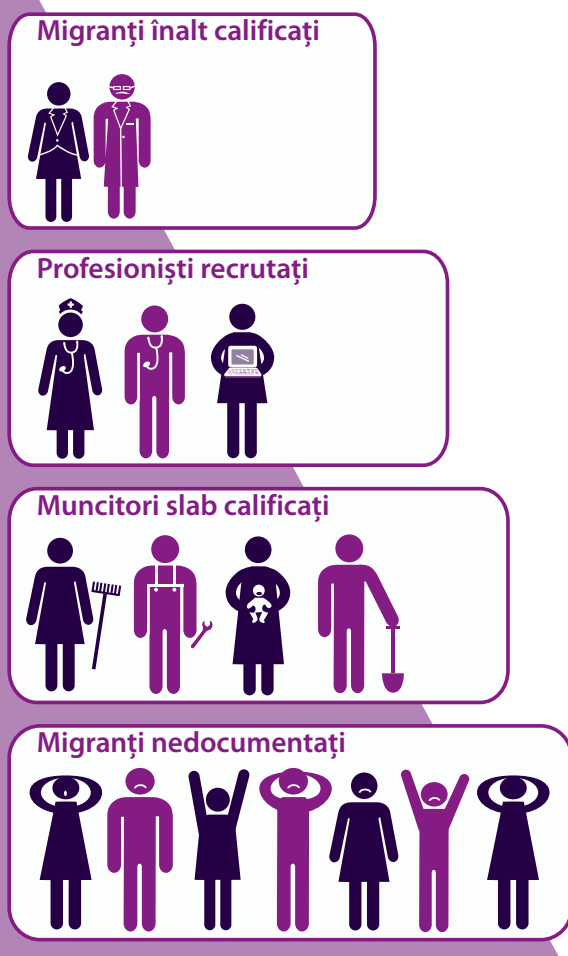 Migranți înalt calificați
Profesioniști recrutați
Muncitori slab calificați
Migranți nedocumentați